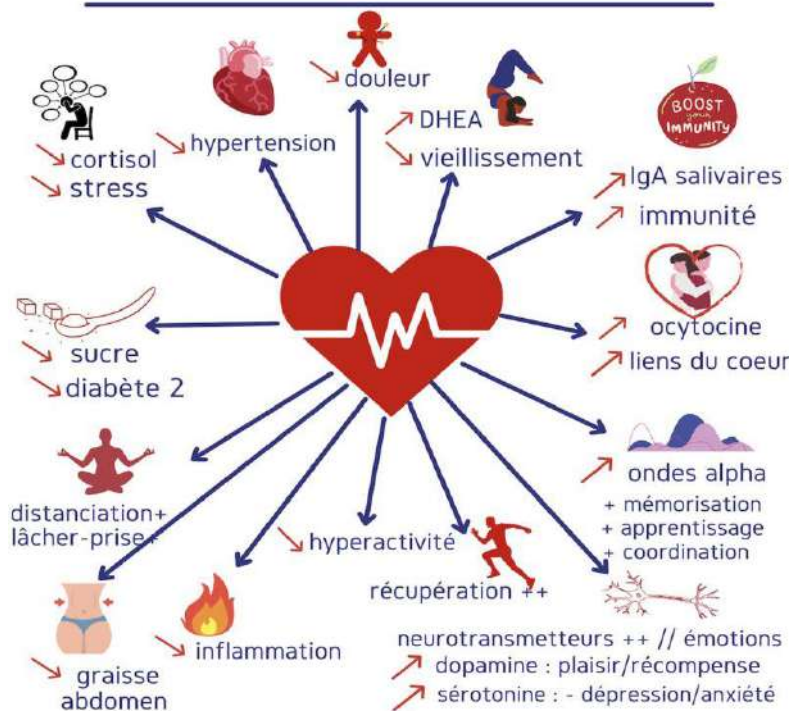 douleur
DHEA
vieillissement
hypertension
cortisol
stress
BOOST
your
IMMUNITY
IgA salivaires
immunité
sucre
diabète 2
ocytocine
liens du coeur
distanciation+
lâcher-prise+
hyperactivité
récupération ++
ondes alpha
+ mémorisation
+ apprentissage
+ coordination
graisse
abdomen
inflammation
neurotransmetteurs ++ // émotions
dopamine : plaisir/récompense
sérotonine : - dépression/anxiété